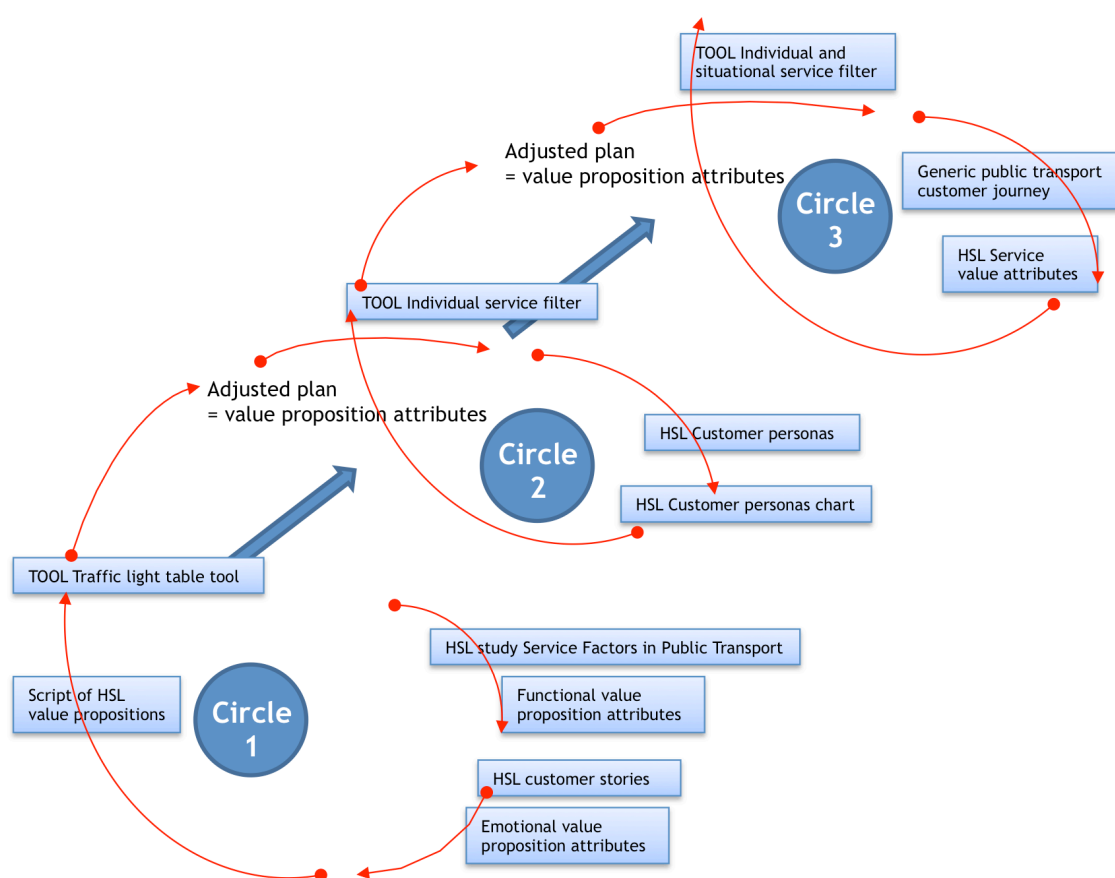 TOOL Individual and
situational service filter
Adjusted plan
= value proposition attributes
Circle
3
Generic public transport
customer journey
HSL Service
value attributes
TOOL Individual service filter
Adjusted plan
= value proposition attributes
Circle
2
HSL Customer personas
HSL Customer personas chart
TOOL Traffic light table tool
HSL study Service Factors in Public Transport
Script of HSL
value propositions
Circle
1
Functional value
proposition attributes
HSL customer stories
Emotional value
proposition attributes